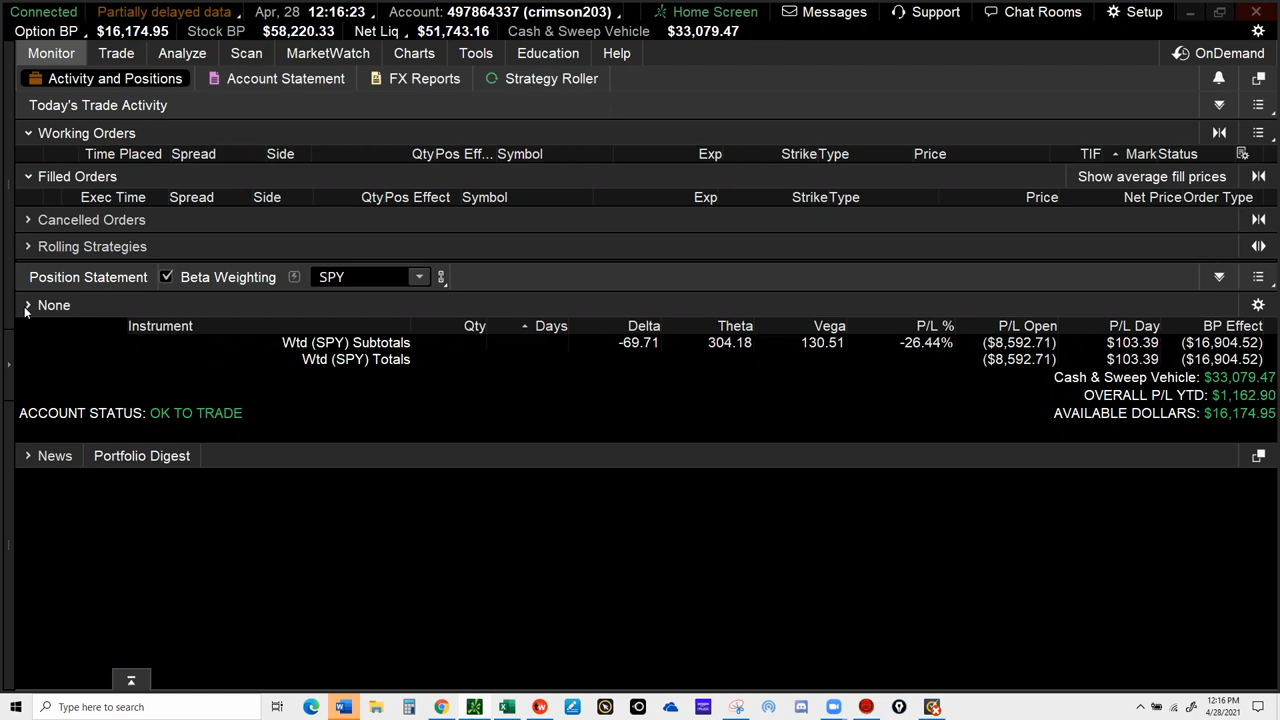 Connected Partially delayed data Apr, 28 12:16:23 Account: 497864337 (crimson203) Home Screen Messages Support Chat Rooms Setup
Option BP $16,174.95 Stock BP $58,220.33 Net Liq $51,743.16 Cash & Sweep Vehicle $33,079.47
Monitor Trade Analyze Scan MarketWatch Charts Tools Education Help OnDemand
Activity and Positions Account Statement FX Reports Strategy Roller
Today's Trade Activity
Working Orders
Time Placed Spread Side Qty Pos Eff... Symbol Exp Strike Type Price TIF Mark Status
Filled Orders Show average fill prices
Exec Time Spread Side Qty Pos Effect Symbol Exp Strike Type Price Net Price Order Type
Cancelled Orders
Rolling Strategies
Position Statement Beta Weighting SPY
None
Instrument Qty Days Delta Theta Vega P/L % P/L Open P/L Day BP Effect
Wtd (SPY) Subtotals -69.71 304.18 130.51 -26.44% ($8,592.71) $103.39 ($16,904.52)
Wtd (SPY) Totals ($8,592.71) $103.39 ($16,904.52)
Cash & Sweep Vehicle: $33,079.47
OVERALL P/L YTD: $1,162.90
ACCOUNT STATUS: OK TO TRADE AVAILABLE DOLLARS: $16,174.95
News Portfolio Digest
Type here to search
12:16 PM
4/28/2021